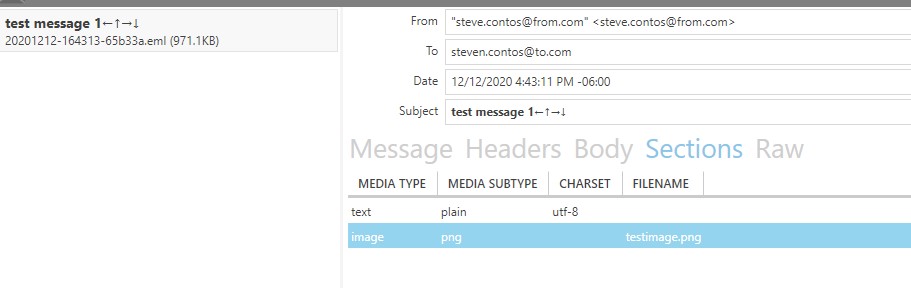 test message 1←↑→↓
20201212-164313-65b33a.eml (971.1KB)
From "steve.contos@from.com" <steve.contos@from.com>
To steven.contos@to.com
Date 12/12/2020 4:43:11 PM -06:00
Subject test message 1←↑→↓
Message Headers Body Sections Raw
MEDIA TYPE MEDIA SUBTYPE CHARSET FILENAME
text plain utf-8
image png testimage.png